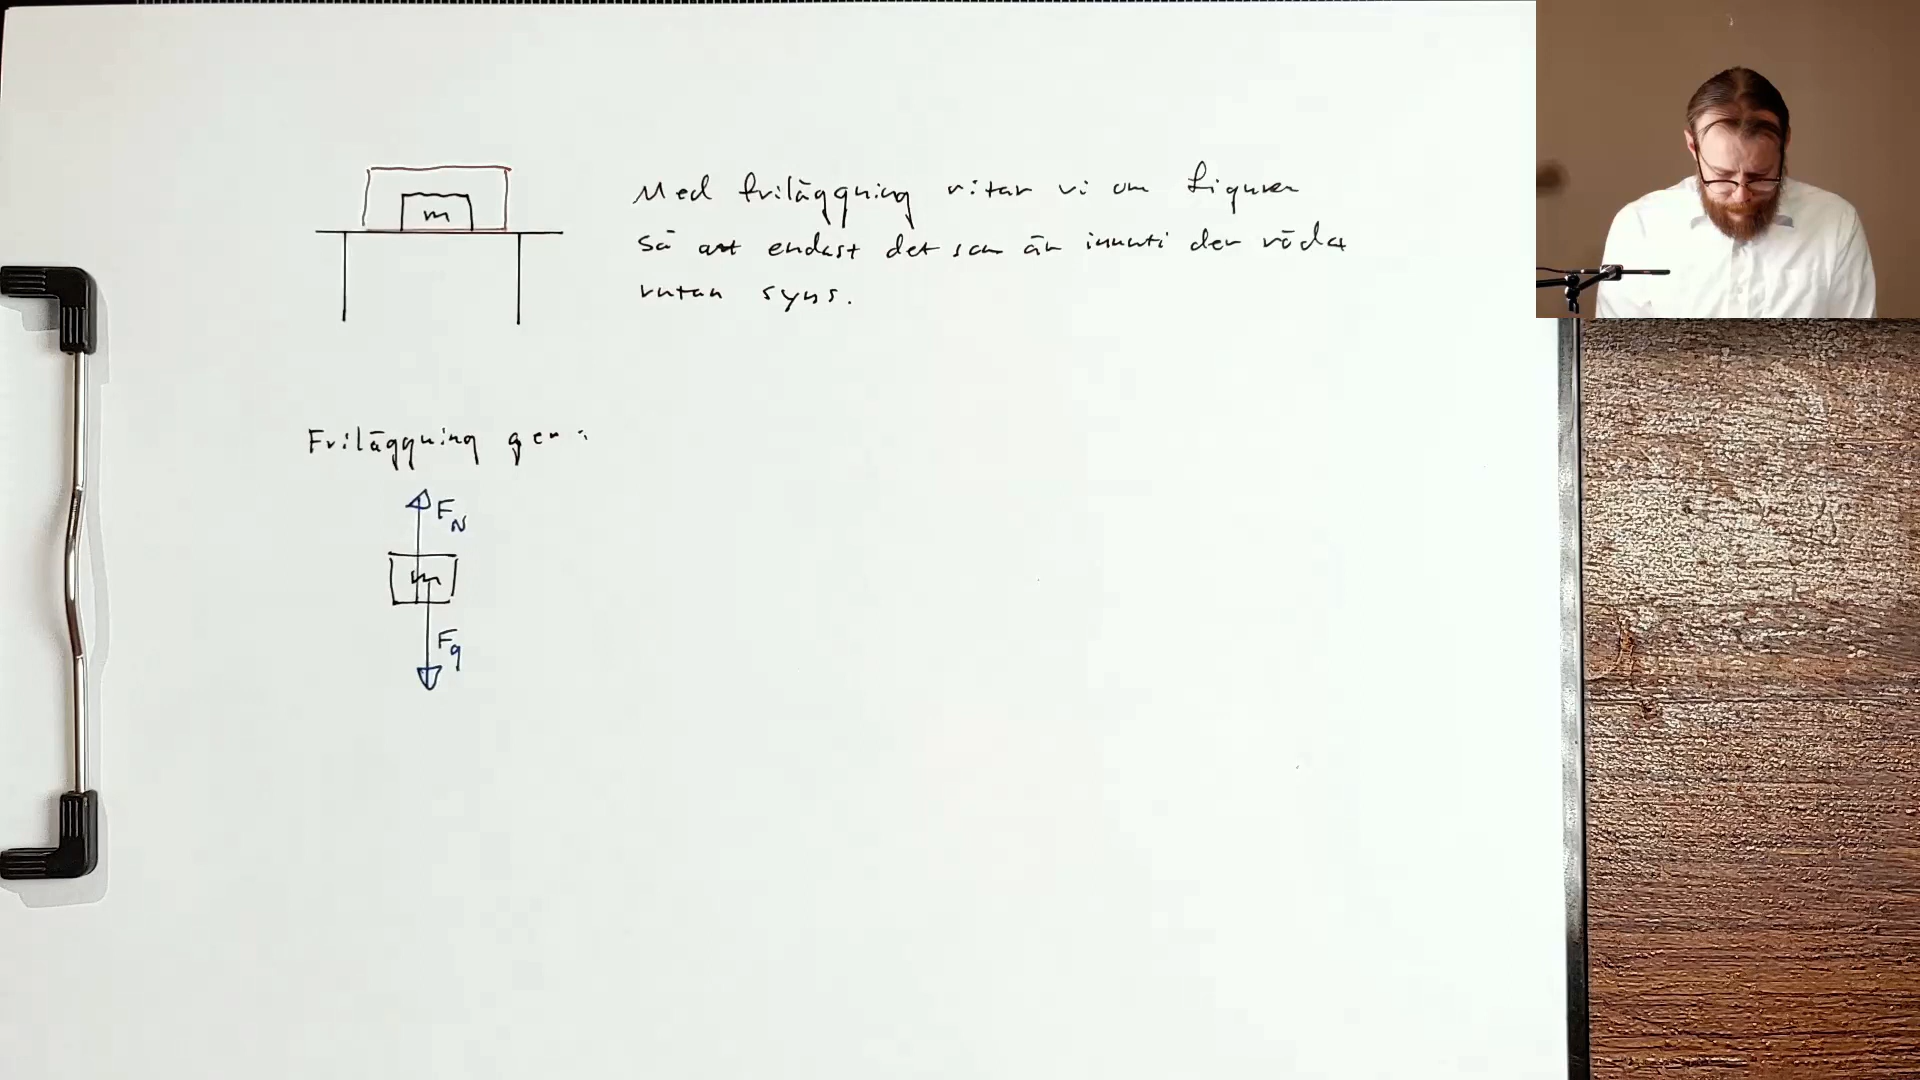 m
Med friläggning ritar vi om figuren
så att endast det som är innuti den röda
rutan syns.
Friläggning ger:
F_N
m
F_g